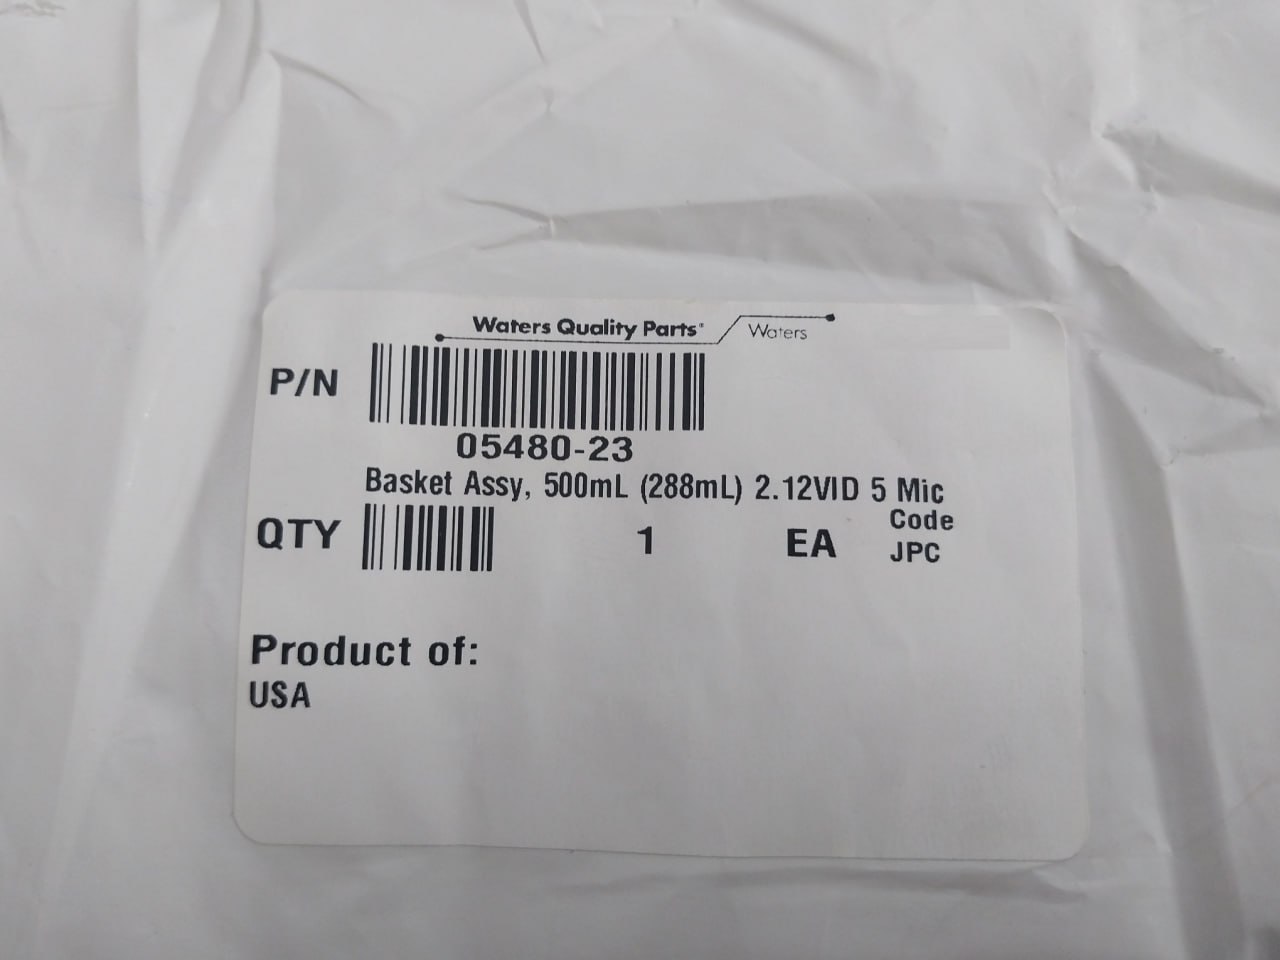 Waters Quality Parts® Waters
P/N
05480-23
Basket Assy, 500mL (288mL) 2.12VID 5 Mic
QTY 1 EA Code
JPC
Product of:
USA